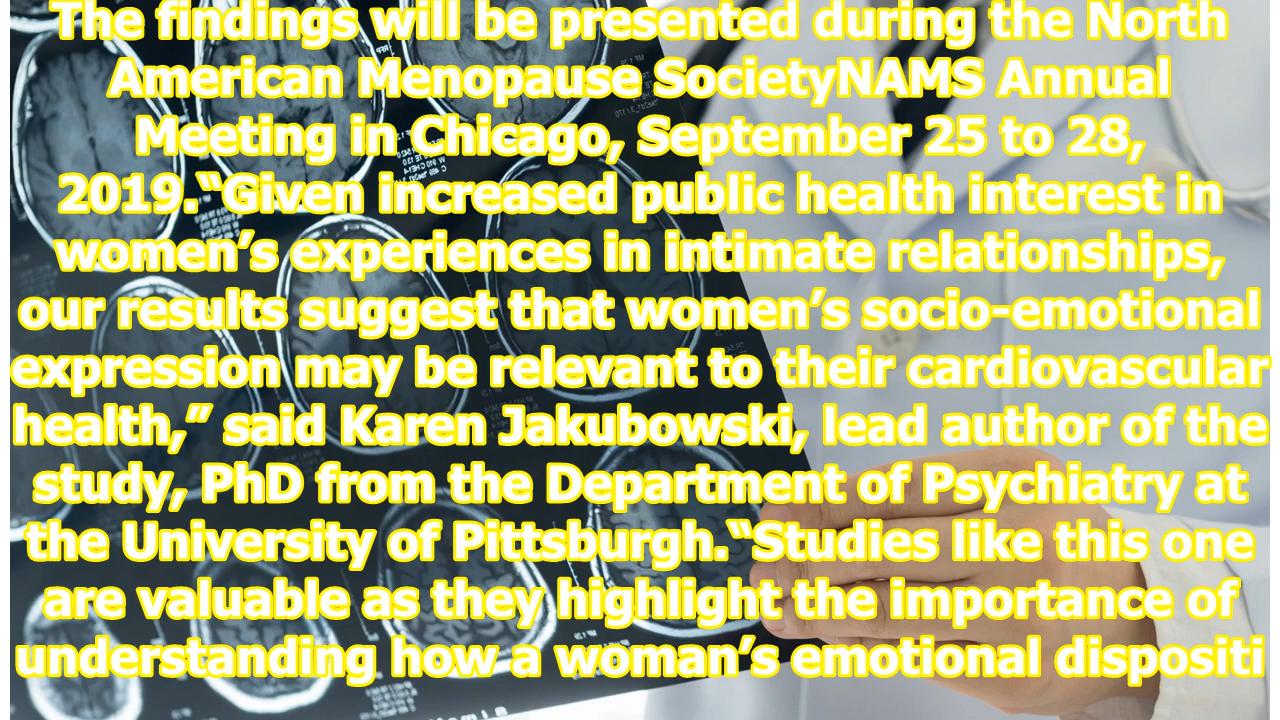 The findings will be presented during the North
American Menopause SocietyNAMS Annual
Meeting in Chicago, September 25 to 28,
2019.“Given increased public health interest in
women’s experiences in intimate relationships,
our results suggest that women’s socio-emotional
expression may be relevant to their cardiovascular
health,” said Karen Jakubowski, lead author of the
study, PhD from the Department of Psychiatry at
the University of Pittsburgh.“Studies like this one
are valuable as they highlight the importance of
understanding how a woman’s emotional dispositi